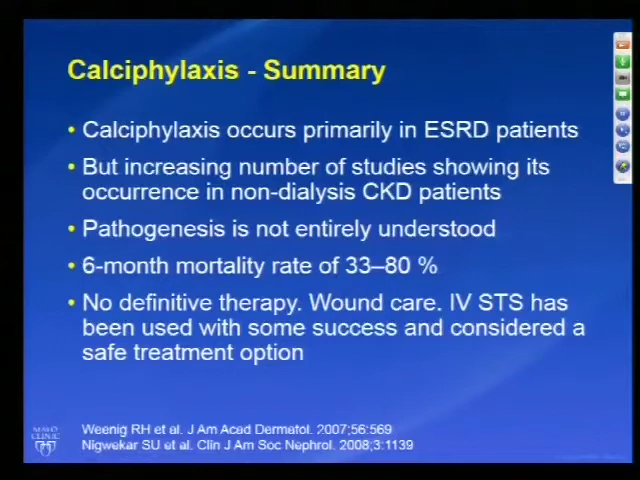 Calciphylaxis - Summary
• Calciphylaxis occurs primarily in ESRD patients
• But increasing number of studies showing its
occurrence in non-dialysis CKD patients
• Pathogenesis is not entirely understood
• 6-month mortality rate of 33–80 %
• No definitive therapy. Wound care. IV STS has
been used with some success and considered a
safe treatment option
MAYO
CLINIC
Weenig RH et al. J Am Acad Dermatol. 2007;56:569
Nigwekar SU et al. Clin J Am Soc Nephrol. 2008;3:1139